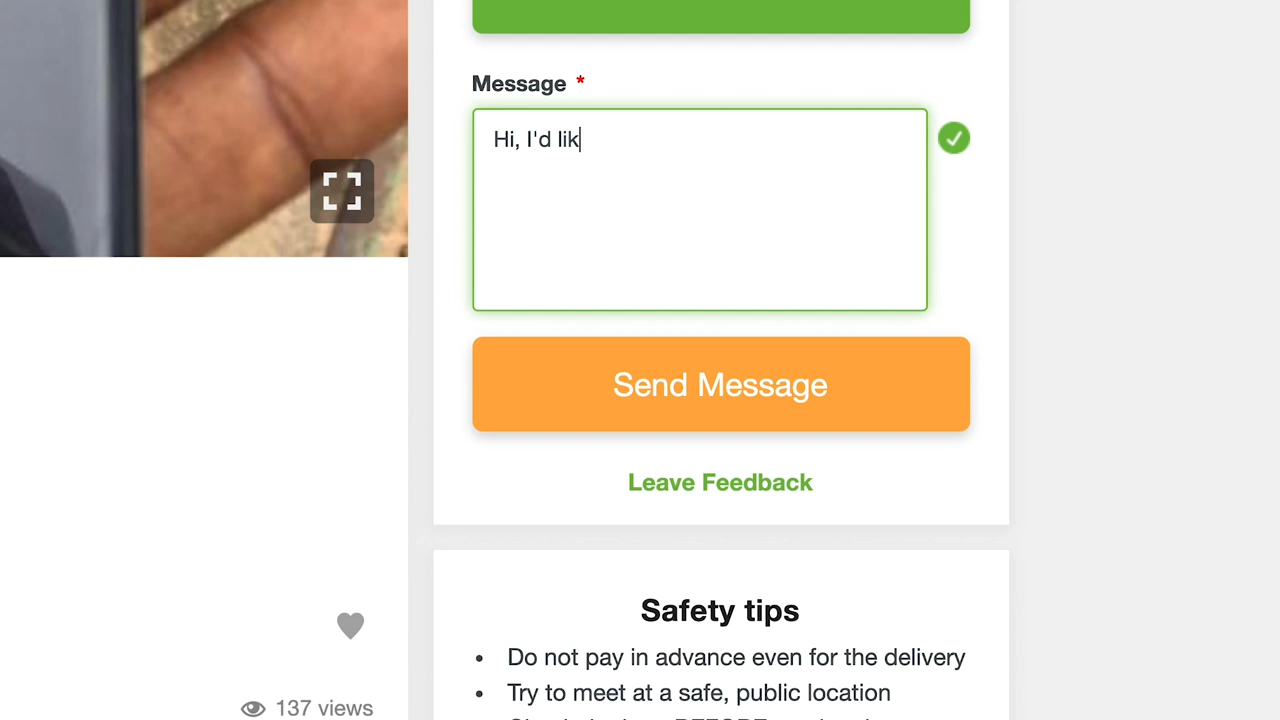 Message *
Hi, I'd lik
Send Message
Leave Feedback
Safety tips
• Do not pay in advance even for the delivery
• Try to meet at a safe, public location
137 views